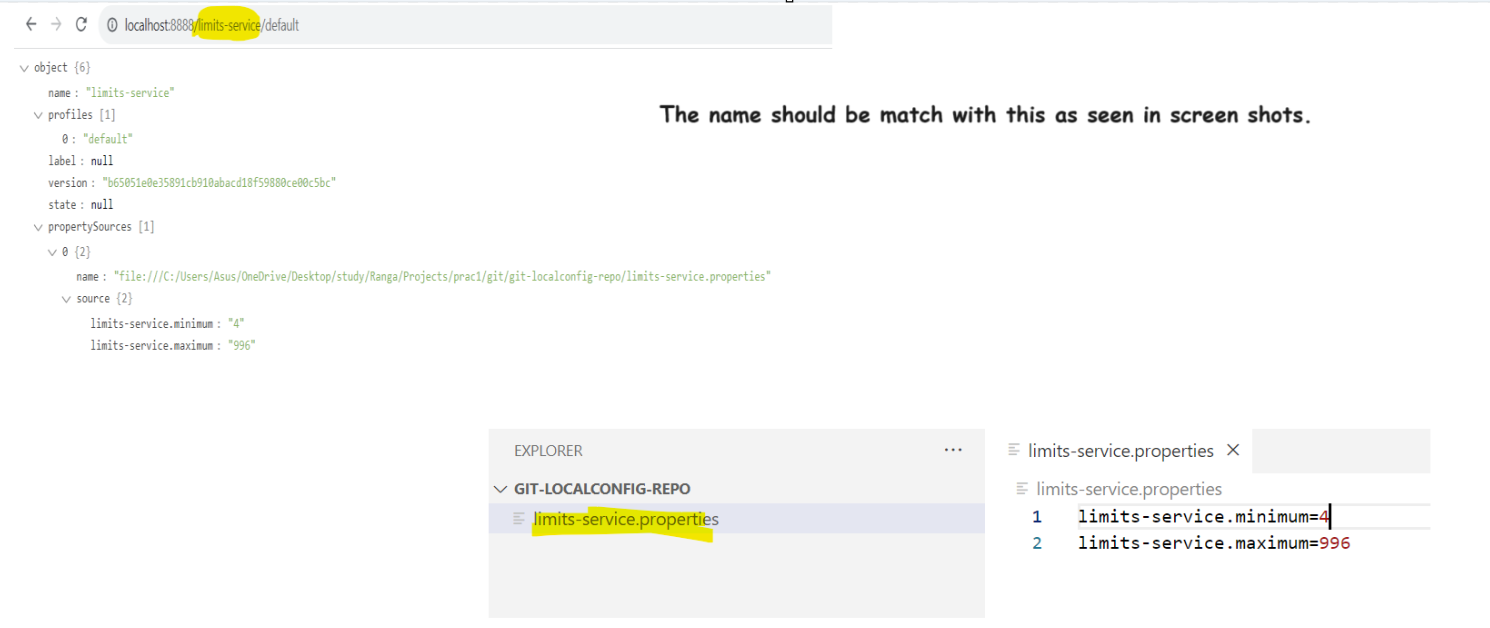 localhost:8888/limits-service/default
object {6}
name : "limits-service"
profiles [1]
0 : "default"
label : null
version : "b65051e0e35891cb910abacd18f59880ce00c5bc"
state : null
propertySources [1]
0 {2}
name : "file:///C:/Users/Asus/OneDrive/Desktop/study/Ranga/Projects/prac1/git/git-localconfig-repo/limits-service.properties"
source {2}
limits-service.minimum : "4"
limits-service.maximum : "996"
The name should be match with this as seen in screen shots.
EXPLORER ...
GIT-LOCALCONFIG-REPO
limits-service.properties
limits-service.properties
limits-service.properties
1 limits-service.minimum=4
2 limits-service.maximum=996